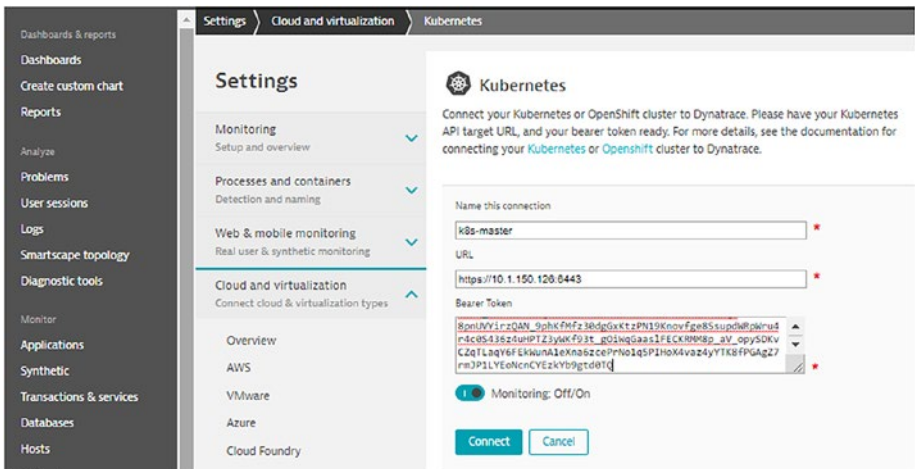 Settings
Cloud and virtualization
Kubernetes
Dashboards & reports
Dashboards
Create custom chart
Reports
Analyze
Problems
User sessions
Logs
Smartscape topology
Diagnostic tools
Monitor
Applications
Synthetic
Transactions & services
Databases
Hosts
Settings
Monitoring
Setup and overview
Processes and containers
Detection and naming
Web & mobile monitoring
Real user & synthetic monitoring
Cloud and virtualization
Connect cloud & virtualization types
Overview
AWS
VMware
Azure
Cloud Foundry
Kubernetes
Connect your Kubernetes or OpenShift cluster to Dynatrace. Please have your Kubernetes
API target URL, and your bearer token ready. For more details, see the documentation for
connecting your Kubernetes or Openshift cluster to Dynatrace.
Name this connection
k8s-master *
URL
https://10.1.150.126:6443 *
Bearer Token
*
Monitoring: Off/On
Connect
Cancel